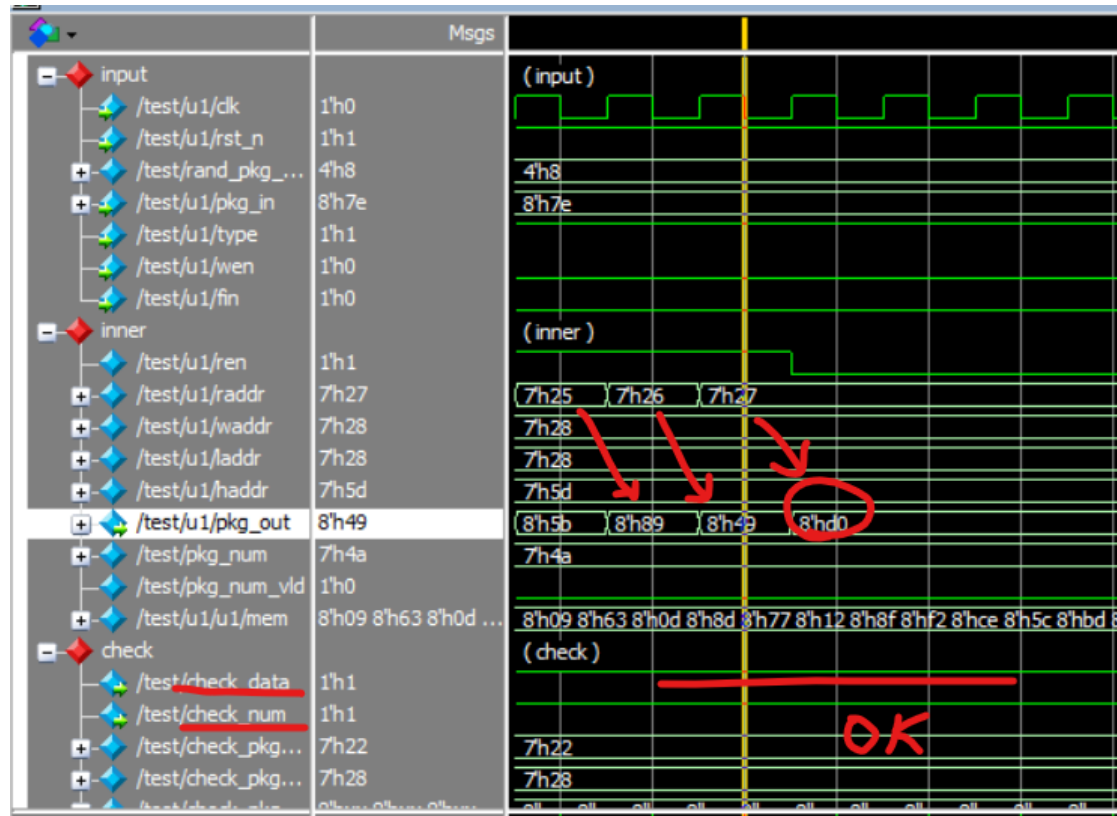 Msgs
input (input)
/test/u1/clk 1'h0
/test/u1/rst_n 1'h1
/test/rand_pkg_... 4'h8 4'h8
/test/u1/pkg_in 8'h7e 8'h7e
/test/u1/type 1'h1
/test/u1/wen 1'h0
/test/u1/fin 1'h0
inner (inner)
/test/u1/ren 1'h1
/test/u1/raddr 7'h27 7'h25 7'h26 7'h27
/test/u1/waddr 7'h28 7'h28
/test/u1/laddr 7'h28 7'h28
/test/u1/haddr 7'h5d 7'h5d
/test/u1/pkg_out 8'h49 8'h5b 8'h89 8'h49 8'hd0
/test/pkg_num 7'h4a 7'h4a
/test/pkg_num_vld 1'h0
/test/u1/u1/mem 8'h09 8'h63 8'h0d ... 8'h09 8'h63 8'h0d 8'h8d 8'h77 8'h12 8'h8f 8'hf2 8'hce 8'h5c 8'hbd
check (check)
/test/check_data 1'h1
/test/check_num 1'h1
OK
/test/check_pkg... 7'h22 7'h22
/test/check_pkg... 7'h28 7'h28